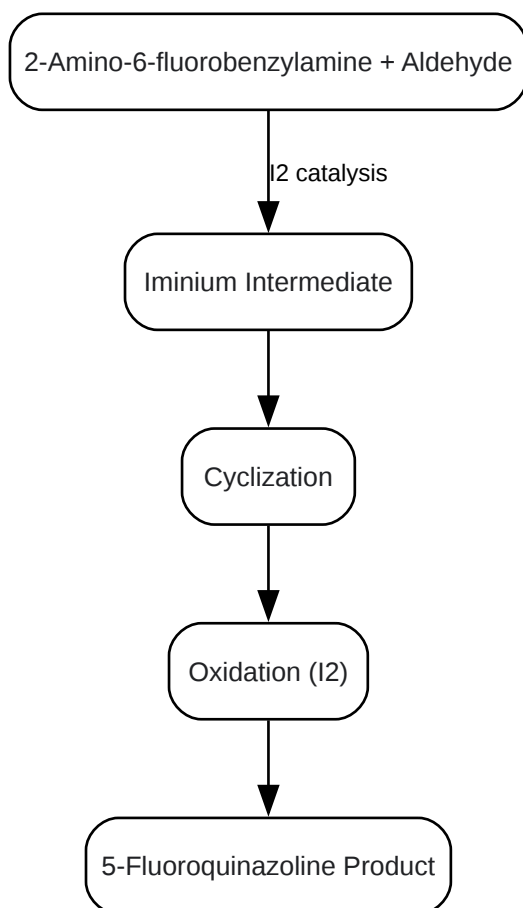 2-Amino-6-fluorobenzylamine + Aldehyde
I2 catalysis
Iminium Intermediate
Cyclization
Oxidation (I2)
5-Fluoroquinazoline Product